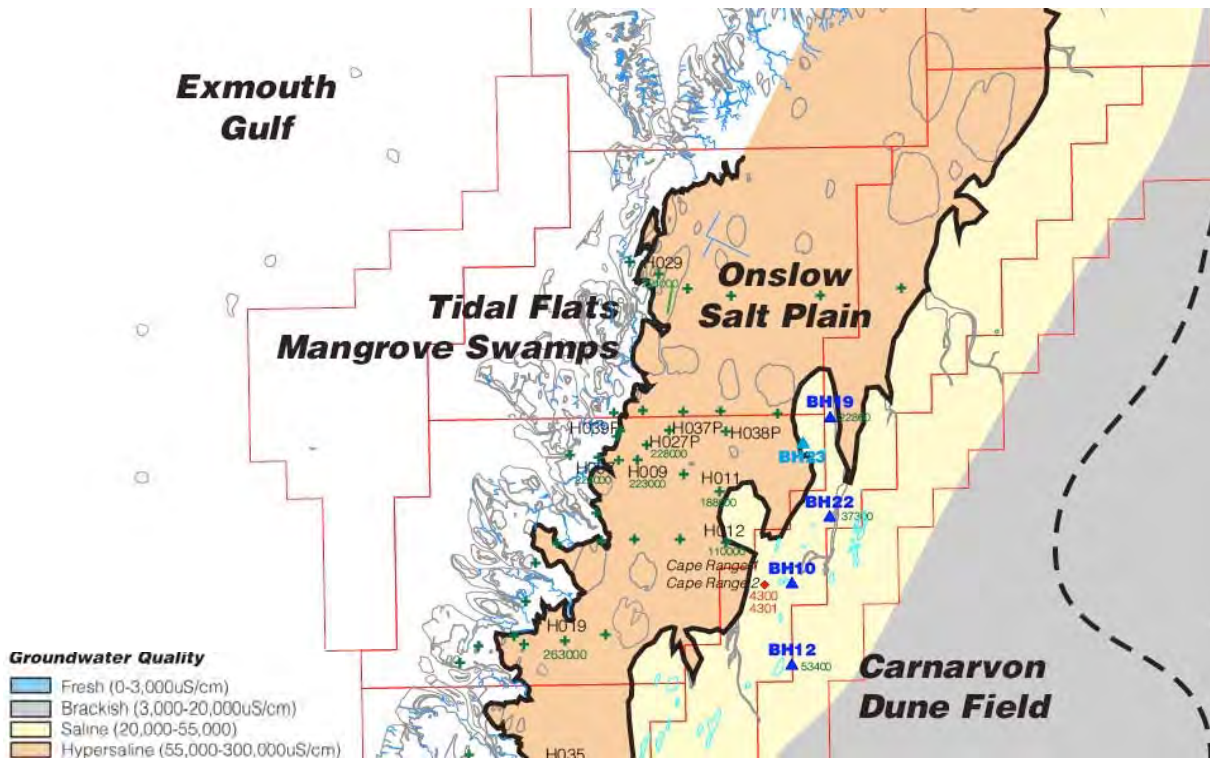 Exmouth
Gulf
H029
Onslow
Salt Plain
Tidal Flats
Mangrove Swamps
BH19
22800
H039P
H037P
H038P
H027P
228000
BH23
H009
223000
H011
188000
BH22
37300
H012
110000
Cape Range 1
Cape Range 2
BH10
4300
4301
H019
263000
BH12
53400
Carnarvon
Dune Field
Groundwater Quality
Fresh (0-3,000uS/cm)
Brackish (3,000-20,000uS/cm)
Saline (20,000-55,000)
Hypersaline (55,000-300,000uS/cm)
H035